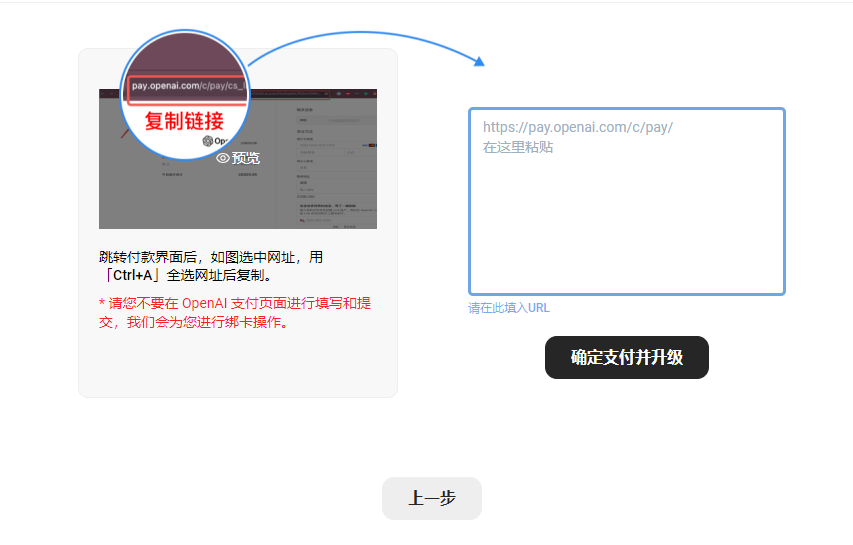 pay.openai.com/c/pay/cs_l
复制链接
预览
跳转付款界面后，如图选中网址，用
「Ctrl+A」全选网址后复制。
* 请您不要在 OpenAI 支付页面进行填写和提
交，我们会为您进行绑卡操作。
https://pay.openai.com/c/pay/
在这里粘贴
请在此填入URL
确定支付并升级
上一步